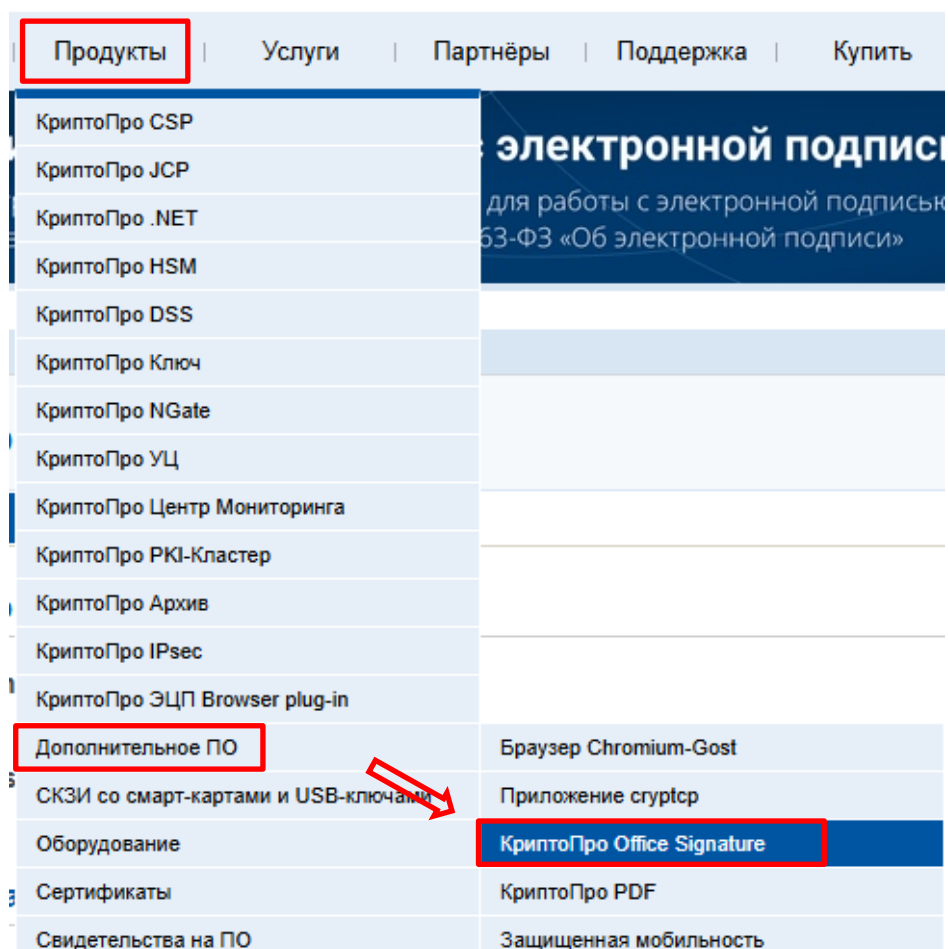 Продукты | Услуги | Партнёры | Поддержка | Купить
электронной подпис
для работы с электронной подписью
63-ФЗ «Об электронной подписи»
КриптоПро CSP
КриптоПро JCP
КриптоПро .NET
КриптоПро HSM
КриптоПро DSS
КриптоПро Ключ
КриптоПро NGate
КриптоПро УЦ
КриптоПро Центр Мониторинга
КриптоПро PKI-Кластер
КриптоПро Архив
КриптоПро IPsec
КриптоПро ЭЦП Browser plug-in
Дополнительное ПО
СКЗИ со смарт-картами и USB-ключами
Оборудование
Сертификаты
Свидетельства на ПО
Браузер Chromium-Gost
Приложение cryptcp
КриптоПро Office Signature
КриптоПро PDF
Защищенная мобильность